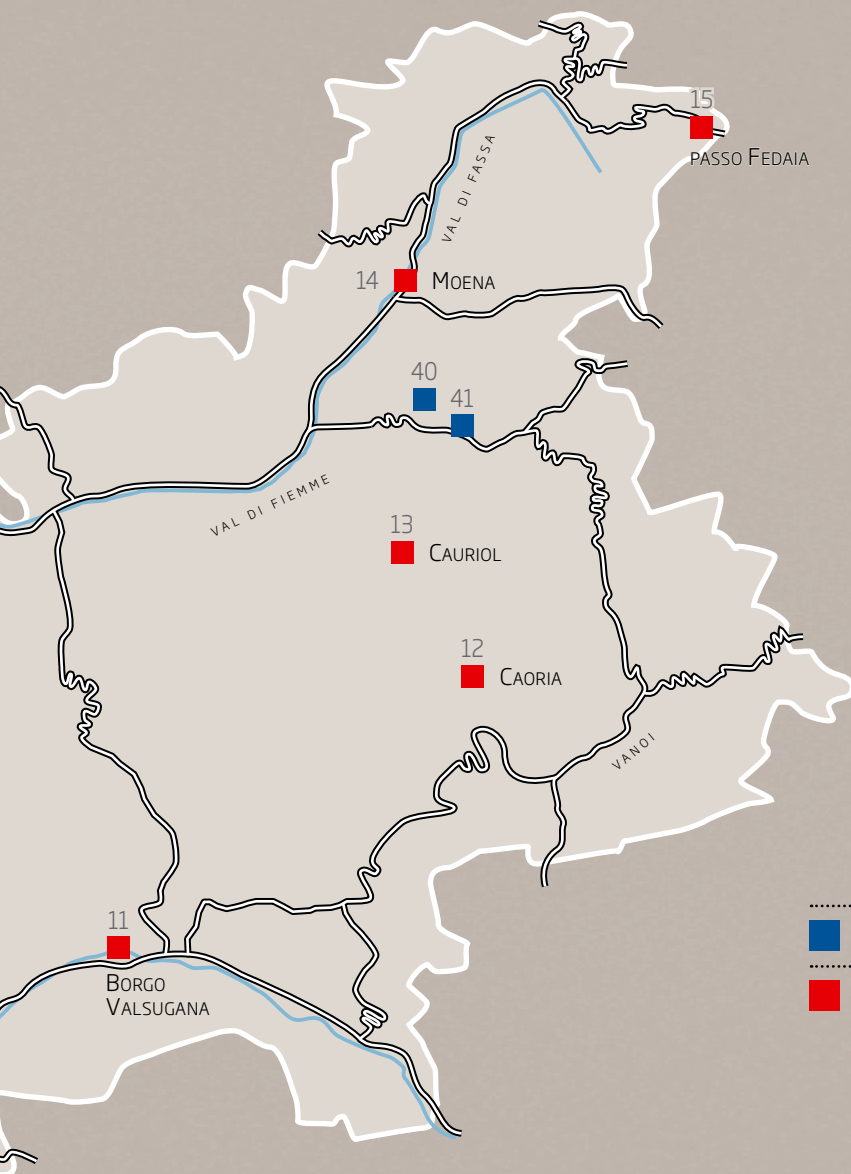 15
PASSO FEDAIA
VAL DI FASSA
14
MOENA
40
41
VAL DI FIEMME
13
CAURIOL
12
CAORIA
VANOI
11
BORGO
VALSUGANA